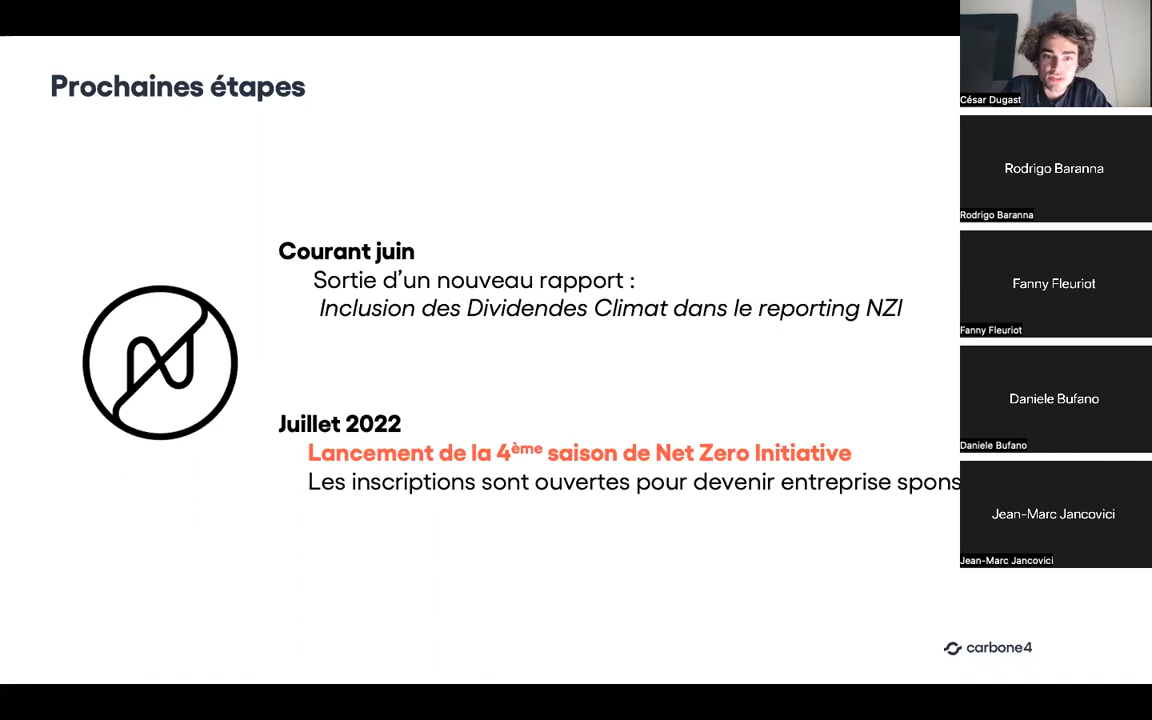 Prochaines étapes
Courant juin
Sortie d’un nouveau rapport :
Inclusion des Dividendes Climat dans le reporting NZI
Juillet 2022
Lancement de la 4ème saison de Net Zero Initiative
Les inscriptions sont ouvertes pour devenir entreprise spons
carbone4
César Dugast
Rodrigo Baranna
Rodrigo Baranna
Fanny Fleuriot
Fanny Fleuriot
Daniele Bufano
Daniele Bufano
Jean-Marc Jancovici
Jean-Marc Jancovici